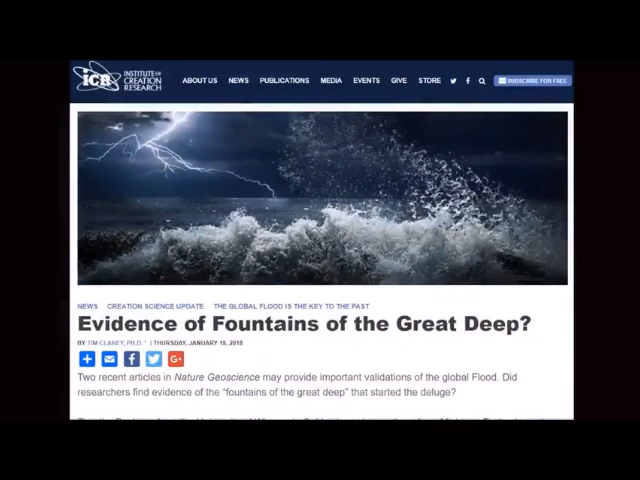 ICR INSTITUTE FOR CREATION RESEARCH
ABOUT US NEWS PUBLICATIONS MEDIA EVENTS GIVE STORE SUBSCRIBE FOR FREE
NEWS CREATION SCIENCE UPDATE THE GLOBAL FLOOD IS THE KEY TO THE PAST
Evidence of Fountains of the Great Deep?
BY TIM CLAREY, PH.D. * | THURSDAY, JANUARY 18, 2018
Two recent articles in Nature Geoscience may provide important validations of the global Flood. Did
researchers find evidence of the "fountains of the great deep" that started the deluge?